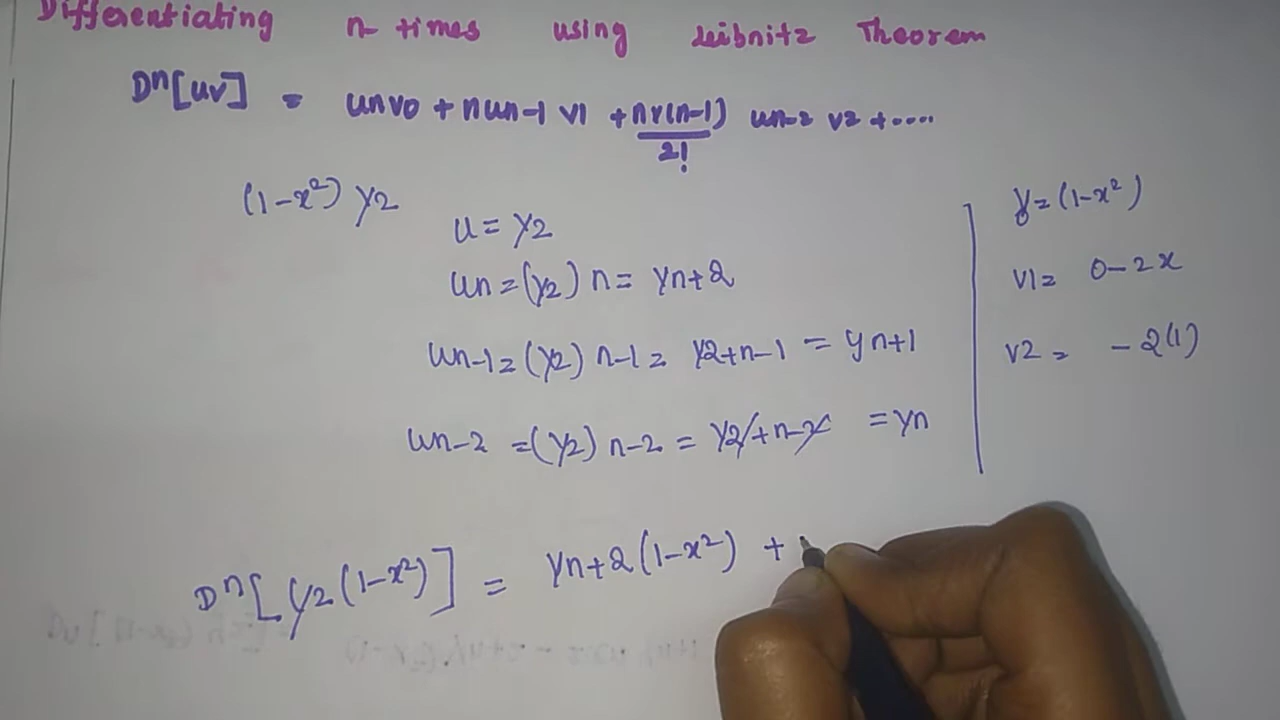 Differentiating n times using Leibnitz Theorem
Dⁿ[uv] = unv0 + nun-1 v1 + nx(n-1)/2! un-2 v2 + ....
(1-x²) y2
u = y2
un = (y2) n = yn+2
un-1 = (y2) n-1 = y2+n-1 = yn+1
un-2 = (y2) n-2 = y2+n-2 = yn
v = (1-x²)
v1 = 0-2x
v2 = -2(1)
Dⁿ[y2(1-x²)] = yn+2(1-x²) +